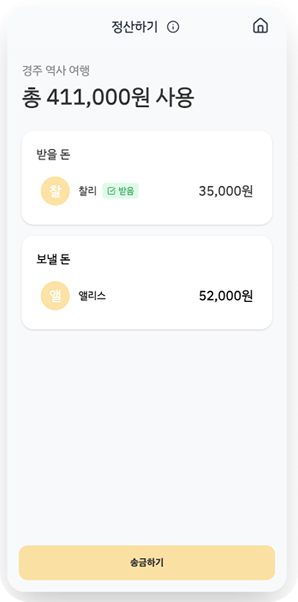 정산하기
경주 역사 여행
총 411,000원 사용
받을 돈
찰 찰리 받음 35,000원
보낼 돈
앨 앨리스 52,000원
송금하기